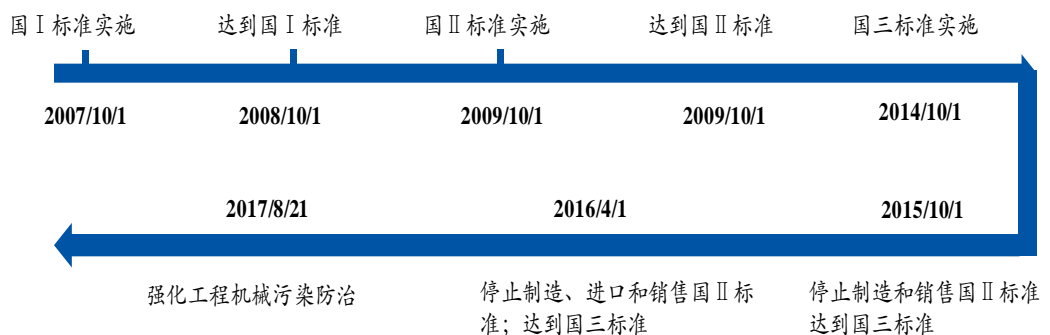 国Ⅰ标准实施 达到国Ⅰ标准 国Ⅱ标准实施 达到国Ⅱ标准 国三标准实施
2007/10/1 2008/10/1 2009/10/1 2009/10/1 2014/10/1
2017/8/21 2016/4/1 2015/10/1
强化工程机械污染防治
停止制造、进口和销售国Ⅱ标
准；达到国三标准
停止制造和销售国Ⅱ标准
达到国三标准